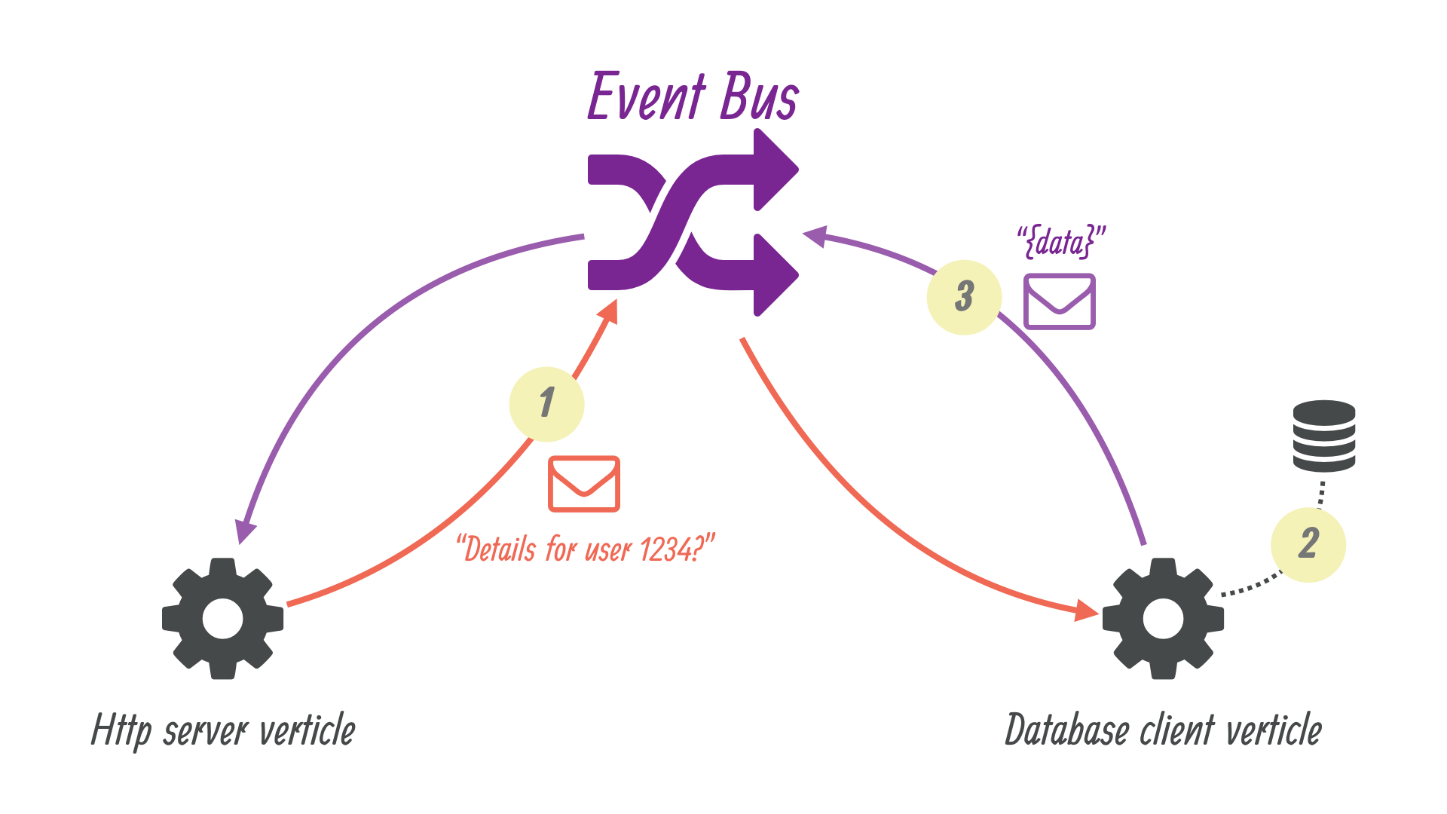 Event Bus
“{data}”
3
1
“Details for user 1234?”
2
Http server verticle
Database client verticle